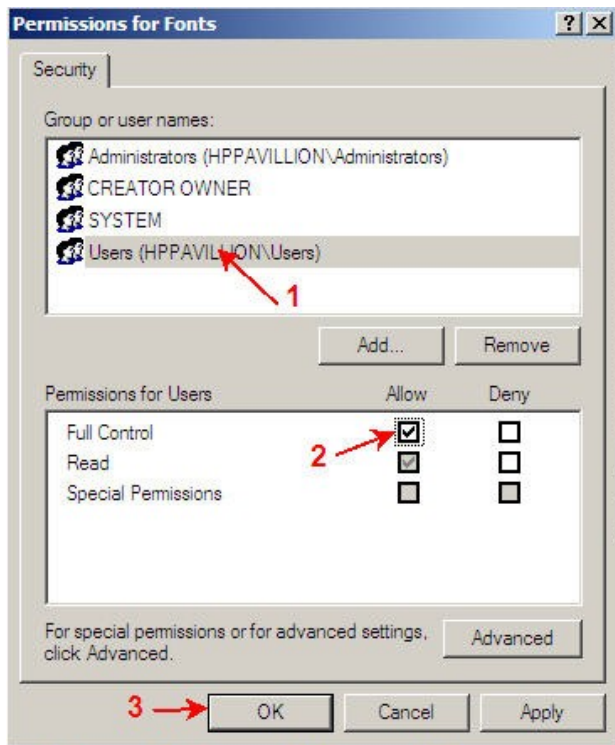 Permissions for Fonts
Security
Group or user names:
Administrators (HPPAVILLION\Administrators)
CREATOR OWNER
SYSTEM
Users (HPPAVILLION\Users)
1
Add... Remove
Permissions for Users Allow Deny
Full Control
2
Read
Special Permissions
For special permissions or for advanced settings,
click Advanced.
Advanced
3 OK Cancel Apply